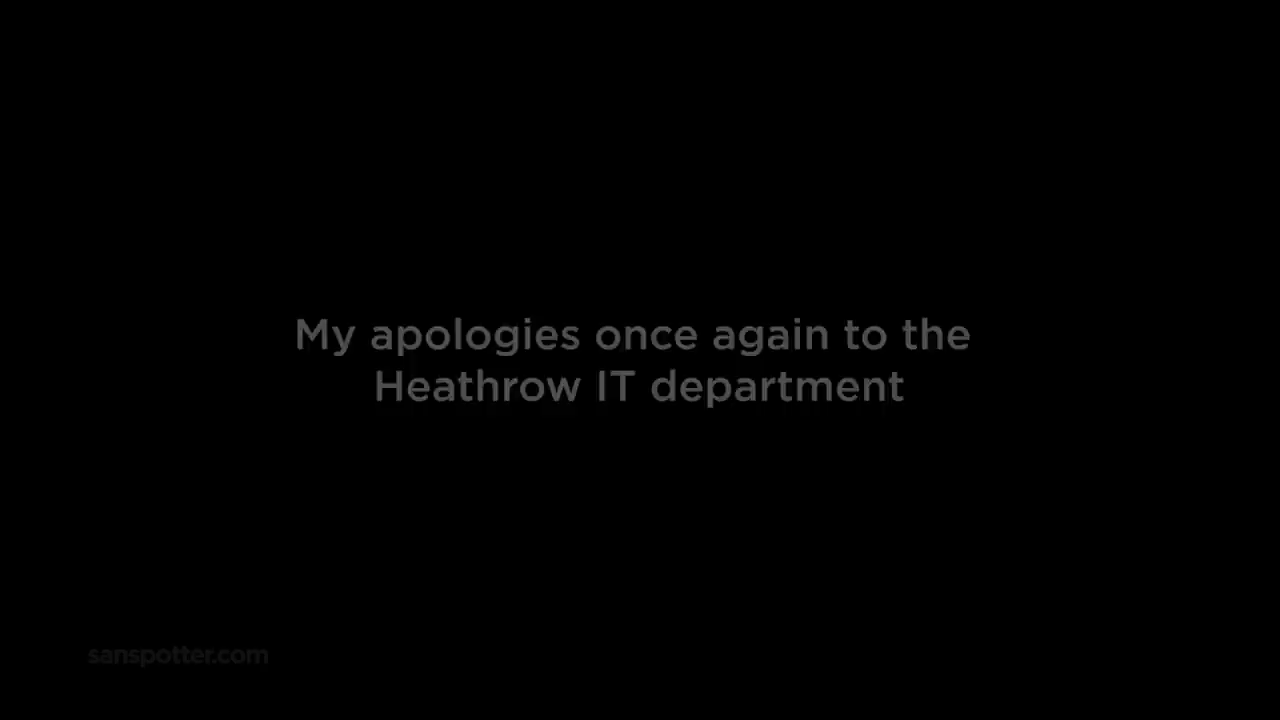 My apologies once again to the
Heathrow IT department
sanspotter.com